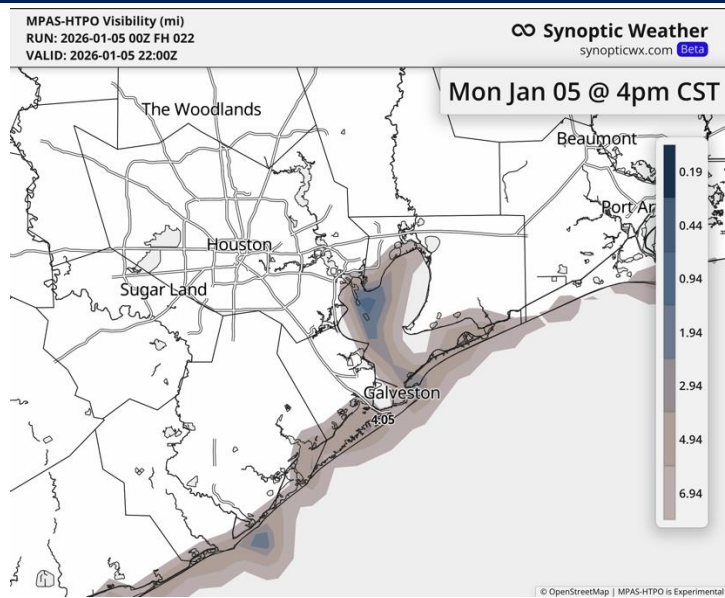 MPAS-HTPO Visibility (mi)
RUN: 2026-01-05 00Z FH 022
VALID: 2026-01-05 22:00Z
Synoptic Weather
synopticwx.com Beta
Mon Jan 05 @ 4pm CST
The Woodlands
Beaumont
Port Ar
Houston
Sugar Land
Galveston
4.05
0.19
0.44
0.94
1.94
2.94
4.94
6.94
© OpenStreetMap | MPAS-HTPO is Experimental